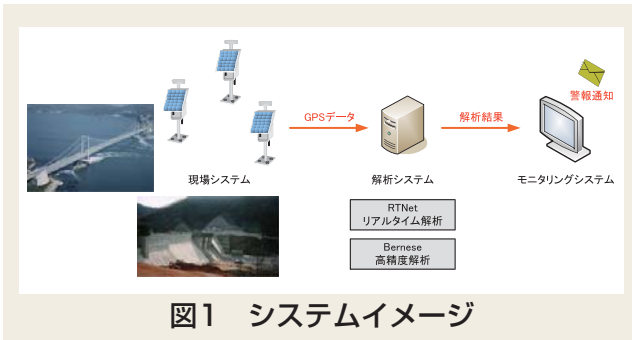 警報通知
GPSデータ
解析結果
現場システム
解析システム
モニタリングシステム
RTNet
リアルタイム解析
Bernese
高精度解析
図1 システムイメージ